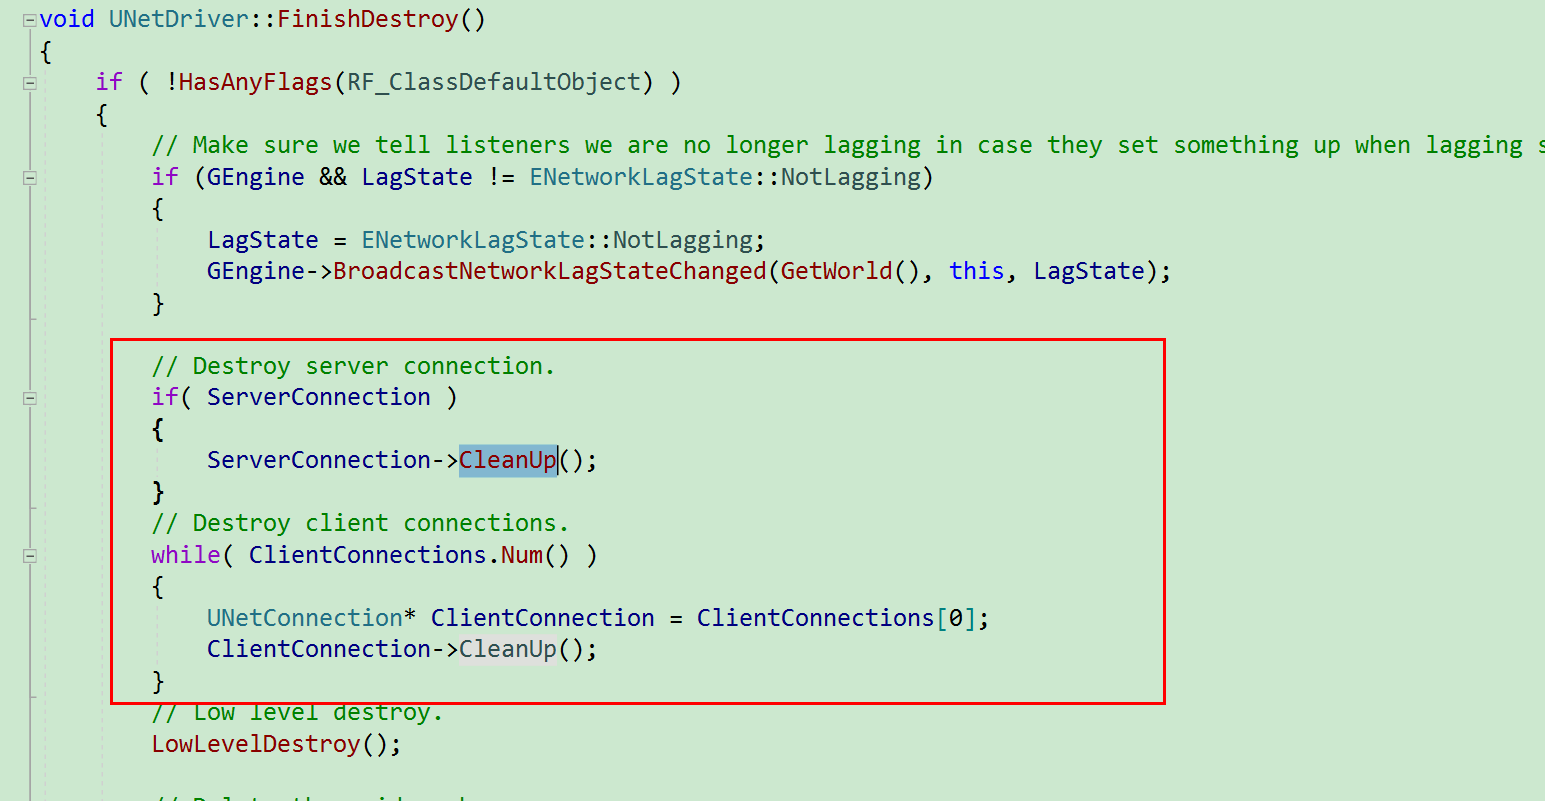 void UNetDriver::FinishDestroy()
{
if ( !HasAnyFlags(RF_ClassDefaultObject) )
{
// Make sure we tell listeners we are no longer lagging in case they set something up when lagging
if (GEngine && LagState != ENetworkLagState::NotLagging)
{
LagState = ENetworkLagState::NotLagging;
GEngine->BroadcastNetworkLagStateChanged(GetWorld(), this, LagState);
}
// Destroy server connection.
if( ServerConnection )
{
ServerConnection->CleanUp();
}
// Destroy client connections.
while( ClientConnections.Num() )
{
UNetConnection* ClientConnection = ClientConnections[0];
ClientConnection->CleanUp();
}
// Low level destroy.
LowLevelDestroy();